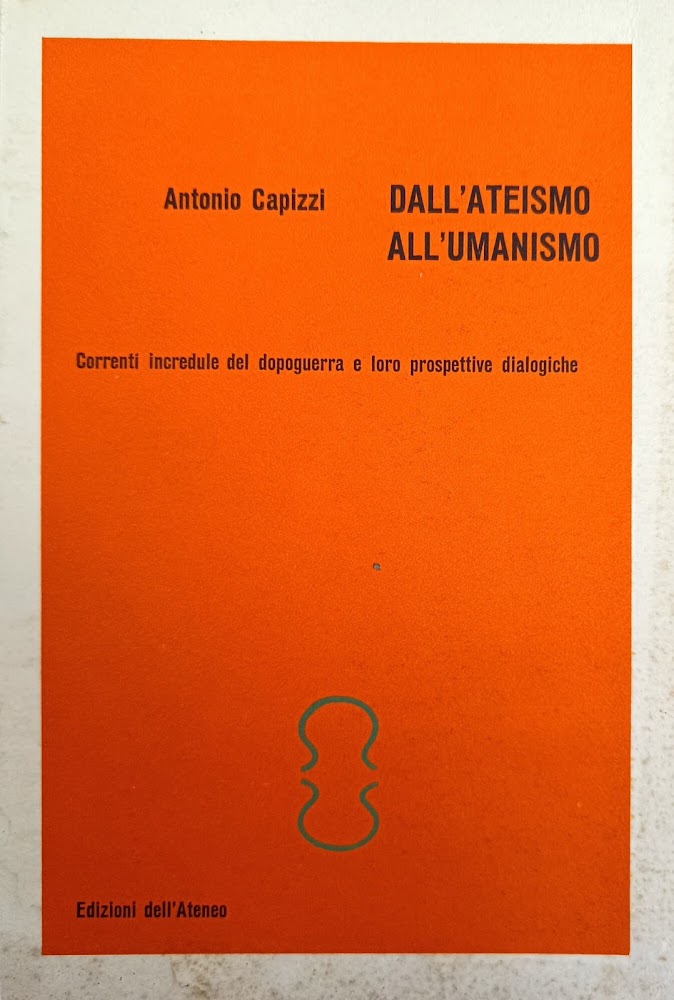 Antonio Capizzi
DALL'ATEISMO
ALL'UMANISMO
Correnti incredule del dopoguerra e loro prospettive dialogiche
Edizioni dell'Ateneo